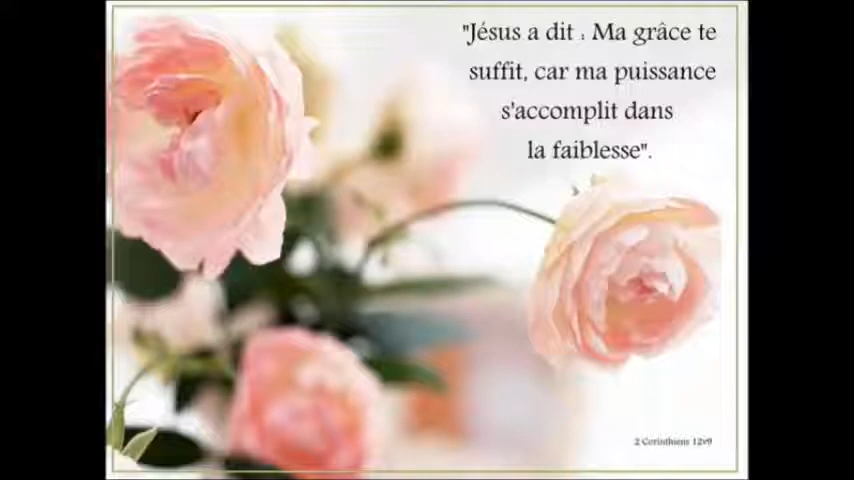 "Jésus a dit : Ma grâce te
suffit, car ma puissance
s'accomplit dans
la faiblesse".
2 Corinthiens 12v9